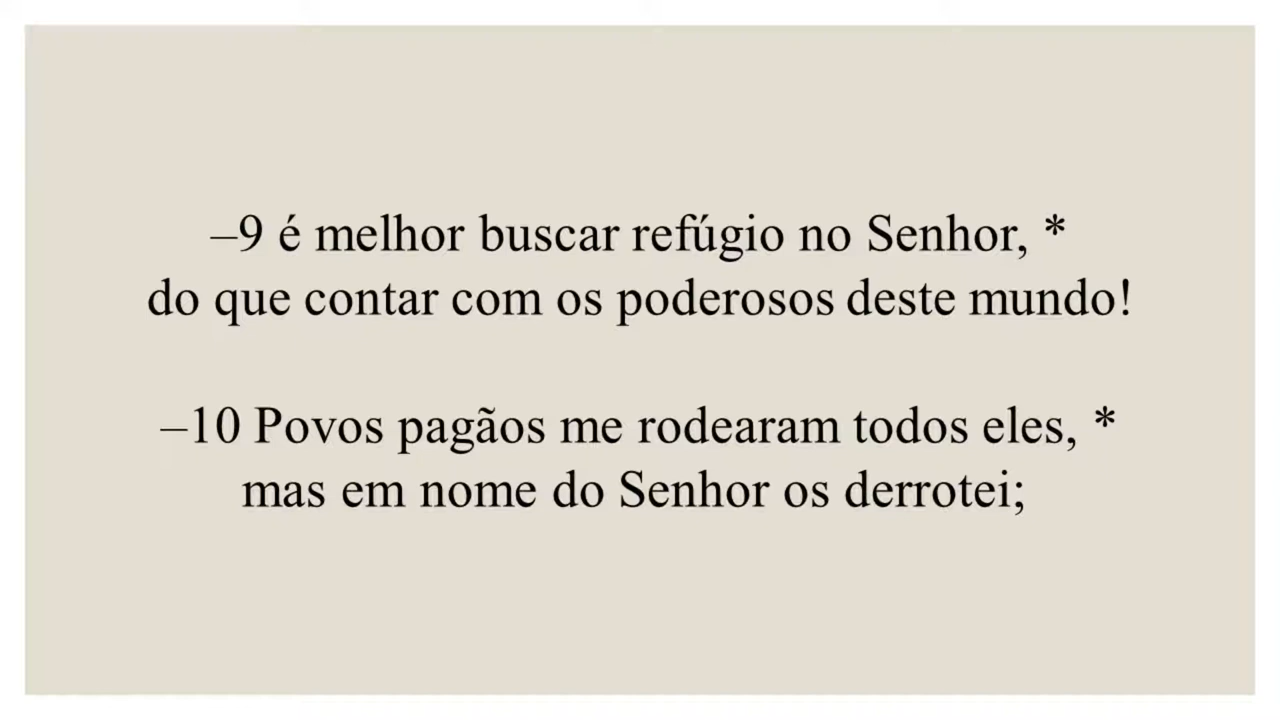 –9 é melhor buscar refúgio no Senhor, *
do que contar com os poderosos deste mundo!
–10 Povos pagãos me rodearam todos eles, *
mas em nome do Senhor os derrotei;